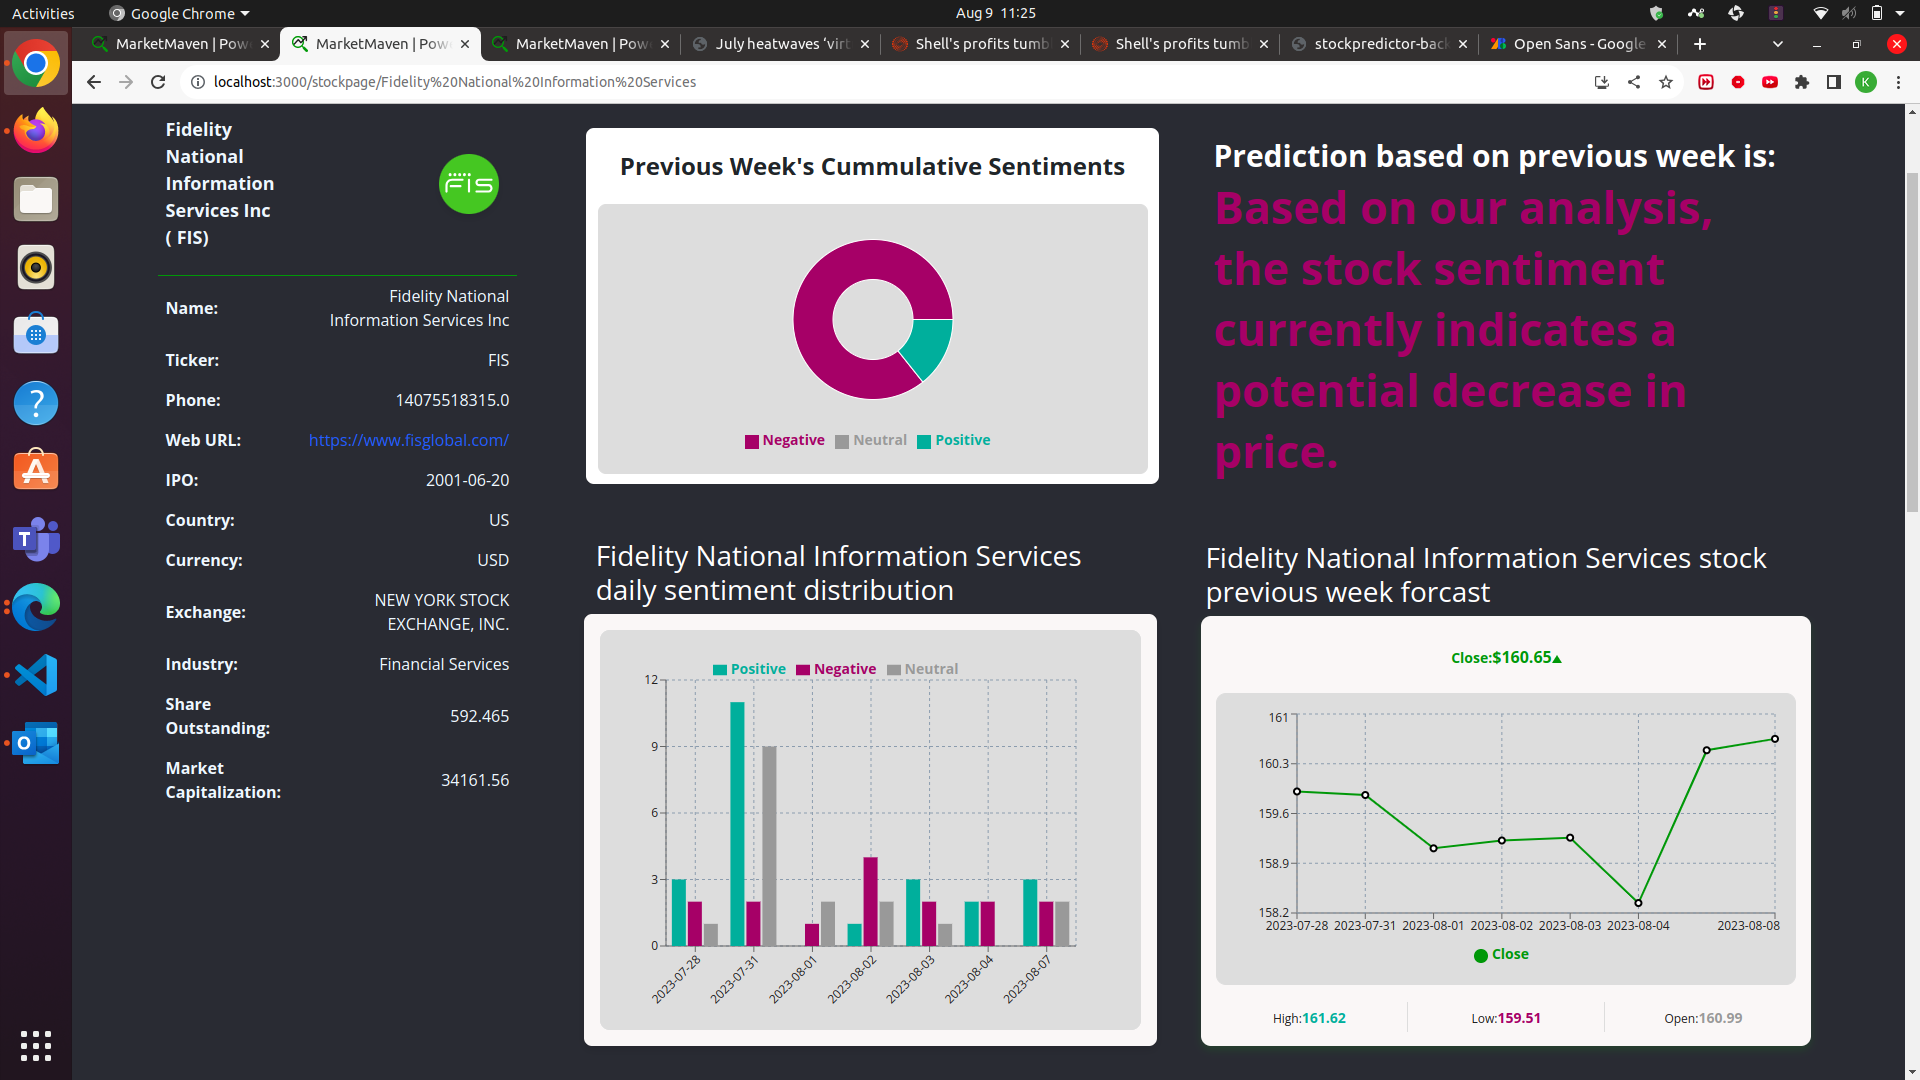 Activities
Google Chrome
Aug 9 11:25
MarketMaven | Pow
MarketMaven | Pow
MarketMaven | Pow
July heatwaves ‘virt
Shell's profits tumb
Shell's profits tumb
stockpredictor-back
Open Sans - Google
localhost:3000/stockpage/Fidelity%20National%20Information%20Services
K
Fidelity
National
Information
Services Inc
( FIS)
FIS
Name:
Fidelity National
Information Services Inc
Ticker:
FIS
Phone:
14075518315.0
Web URL:
https://www.fisglobal.com/
IPO:
2001-06-20
Country:
US
Currency:
USD
Exchange:
NEW YORK STOCK
EXCHANGE, INC.
Industry:
Financial Services
Share
Outstanding:
592.465
Market
Capitalization:
34161.56
Previous Week's Cummulative Sentiments
Negative Neutral Positive
Prediction based on previous week is:
Based on our analysis,
the stock sentiment
currently indicates a
potential decrease in
price.
Fidelity National Information Services
daily sentiment distribution
Positive Negative Neutral
12
9
6
3
0
2023-07-28 2023-07-31 2023-08-01 2023-08-02 2023-08-03 2023-08-04 2023-08-07
Fidelity National Information Services stock
previous week forcast
Close:$160.65▲
161
160.3
159.6
158.9
158.2
2023-07-28 2023-07-31 2023-08-01 2023-08-02 2023-08-03 2023-08-04 2023-08-08
Close
High:161.62
Low:159.51
Open:160.99